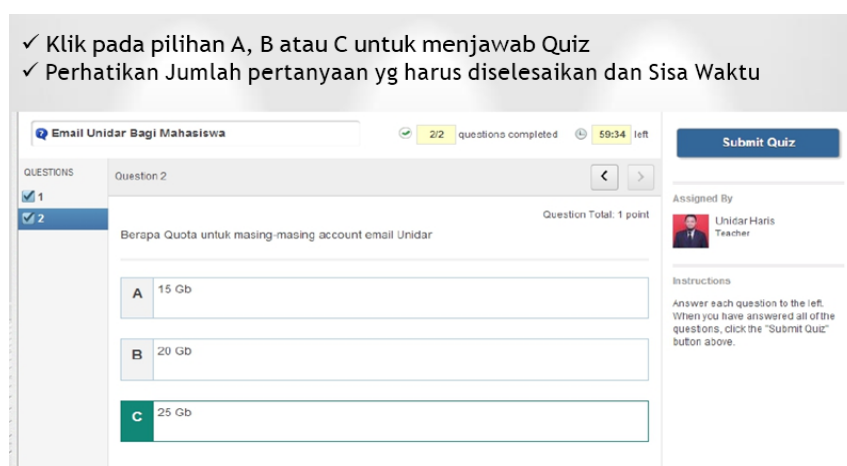 ✓ Klik pada pilihan A, B atau C untuk menjawab Quiz
✓ Perhatikan Jumlah pertanyaan yg harus diselesaikan dan Sisa Waktu
Email Unidar Bagi Mahasiswa
2/2 questions completed
59:34 left
Submit Quiz
QUESTIONS
1
2
Question 2
Question Total: 1 point
Berapa Quota untuk masing-masing account email Unidar
A 15 Gb
B 20 Gb
C 25 Gb
Assigned By
Unidar Haris
Teacher
Instructions
Answer each question to the left.
When you have answered all of the
questions, click the "Submit Quiz"
button above.